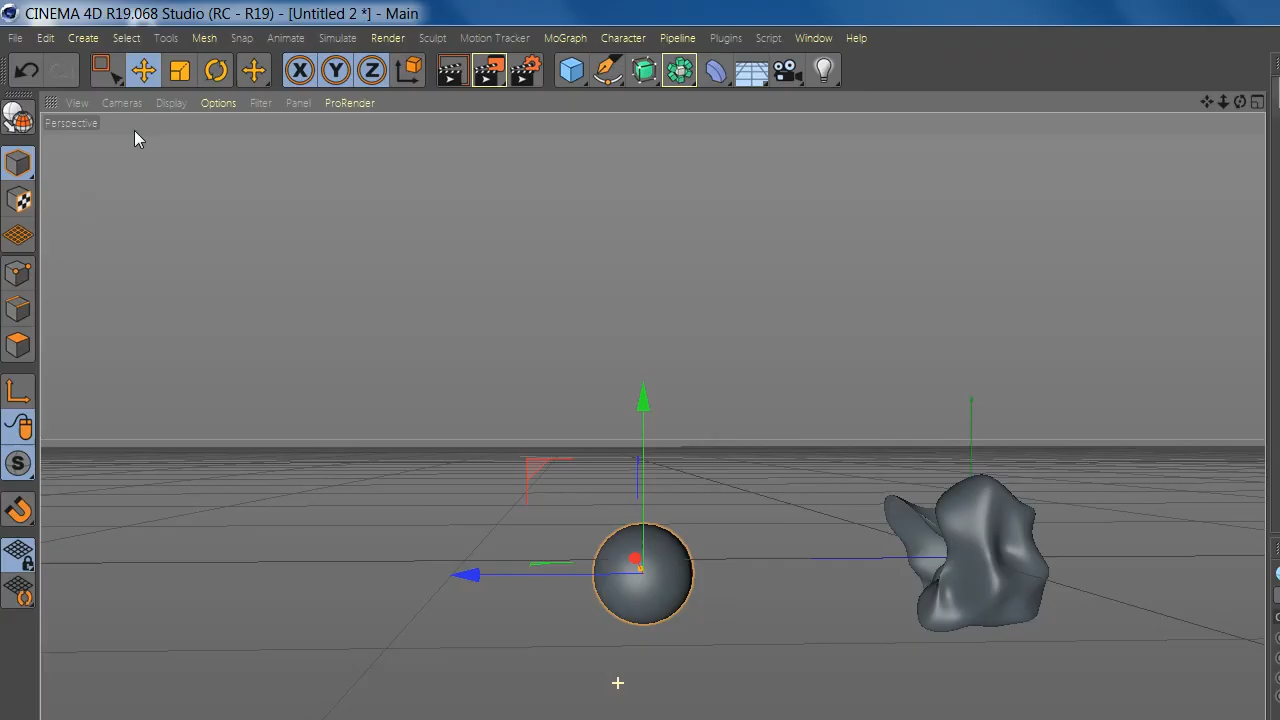 CINEMA 4D R19.068 Studio (RC - R19) - [Untitled 2 *] - Main
File Edit Create Select Tools Mesh Snap Animate Simulate Render Sculpt Motion Tracker MoGraph Character Pipeline Plugins Script Window Help
X Y Z
View Cameras Display Options Filter Panel ProRender
Perspective
S